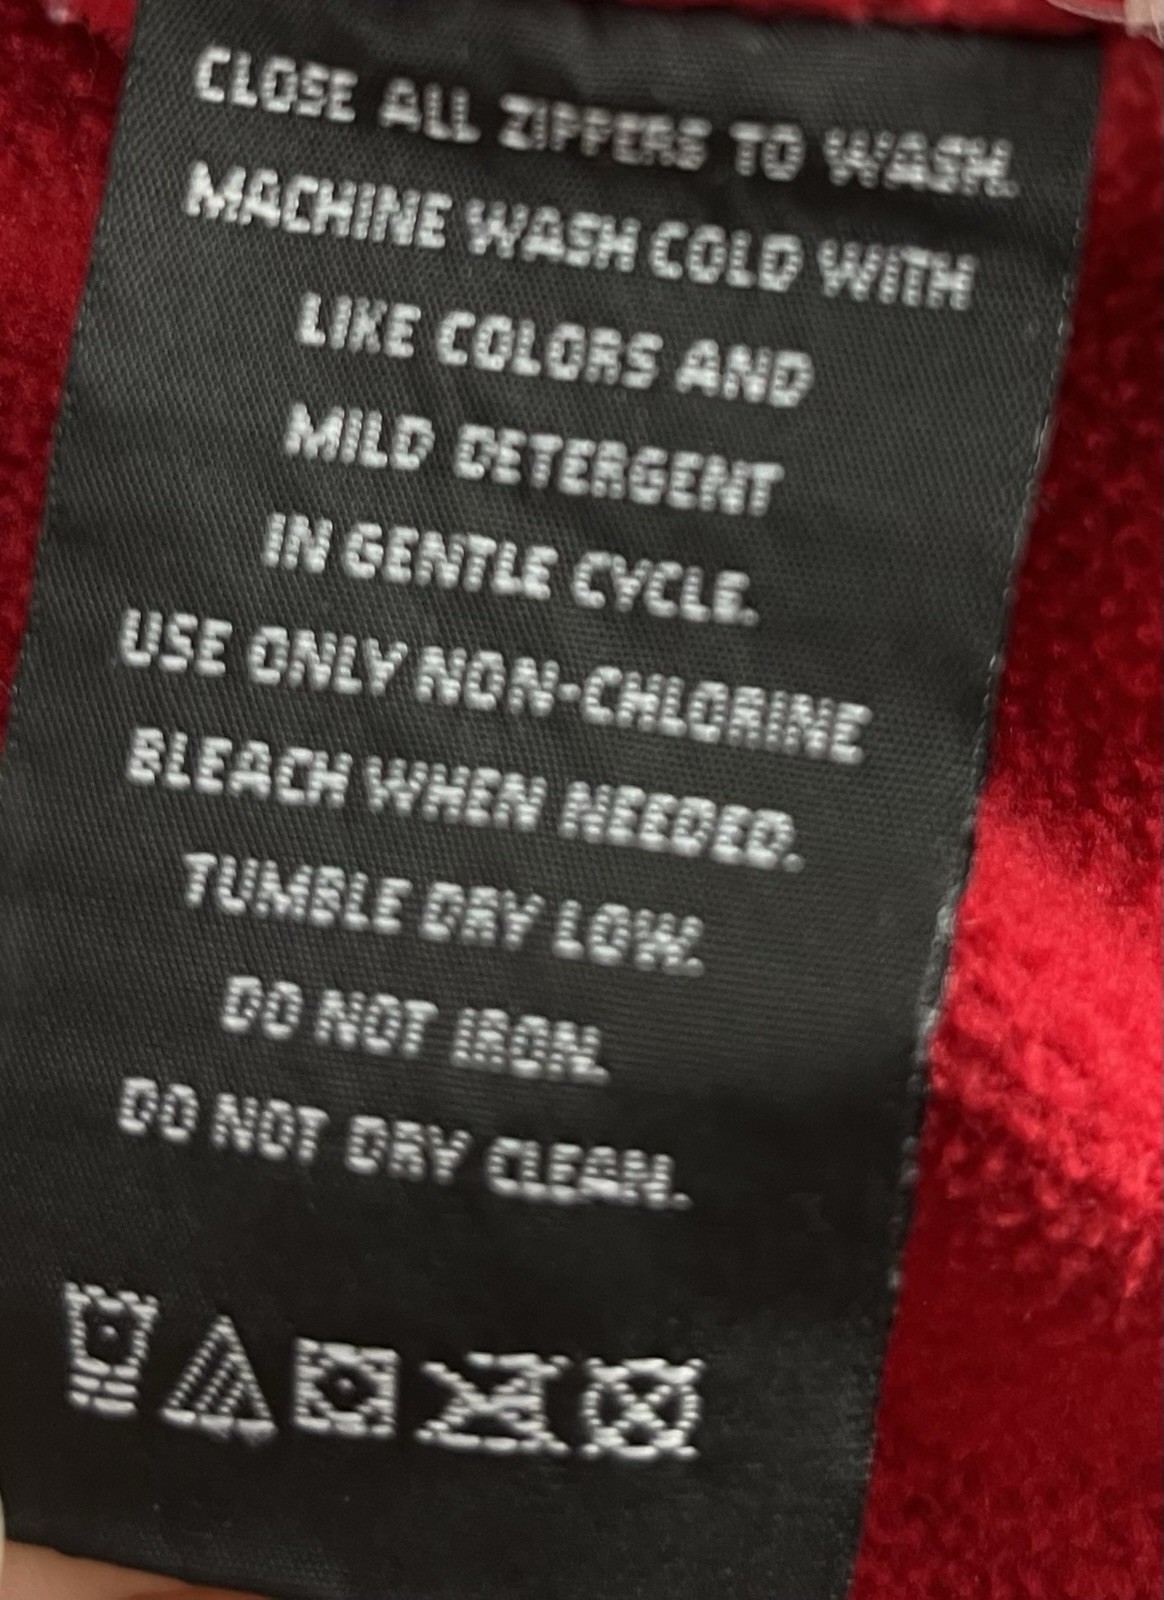 CLOSE ALL ZIPPERS TO WASH.
MACHINE WASH COLD WITH
LIKE COLORS AND
MILD DETERGENT
IN GENTLE CYCLE.
USE ONLY NON-CHLORINE
BLEACH WHEN NEEDED.
TUMBLE DRY LOW.
DO NOT IRON.
DO NOT DRY CLEAN.